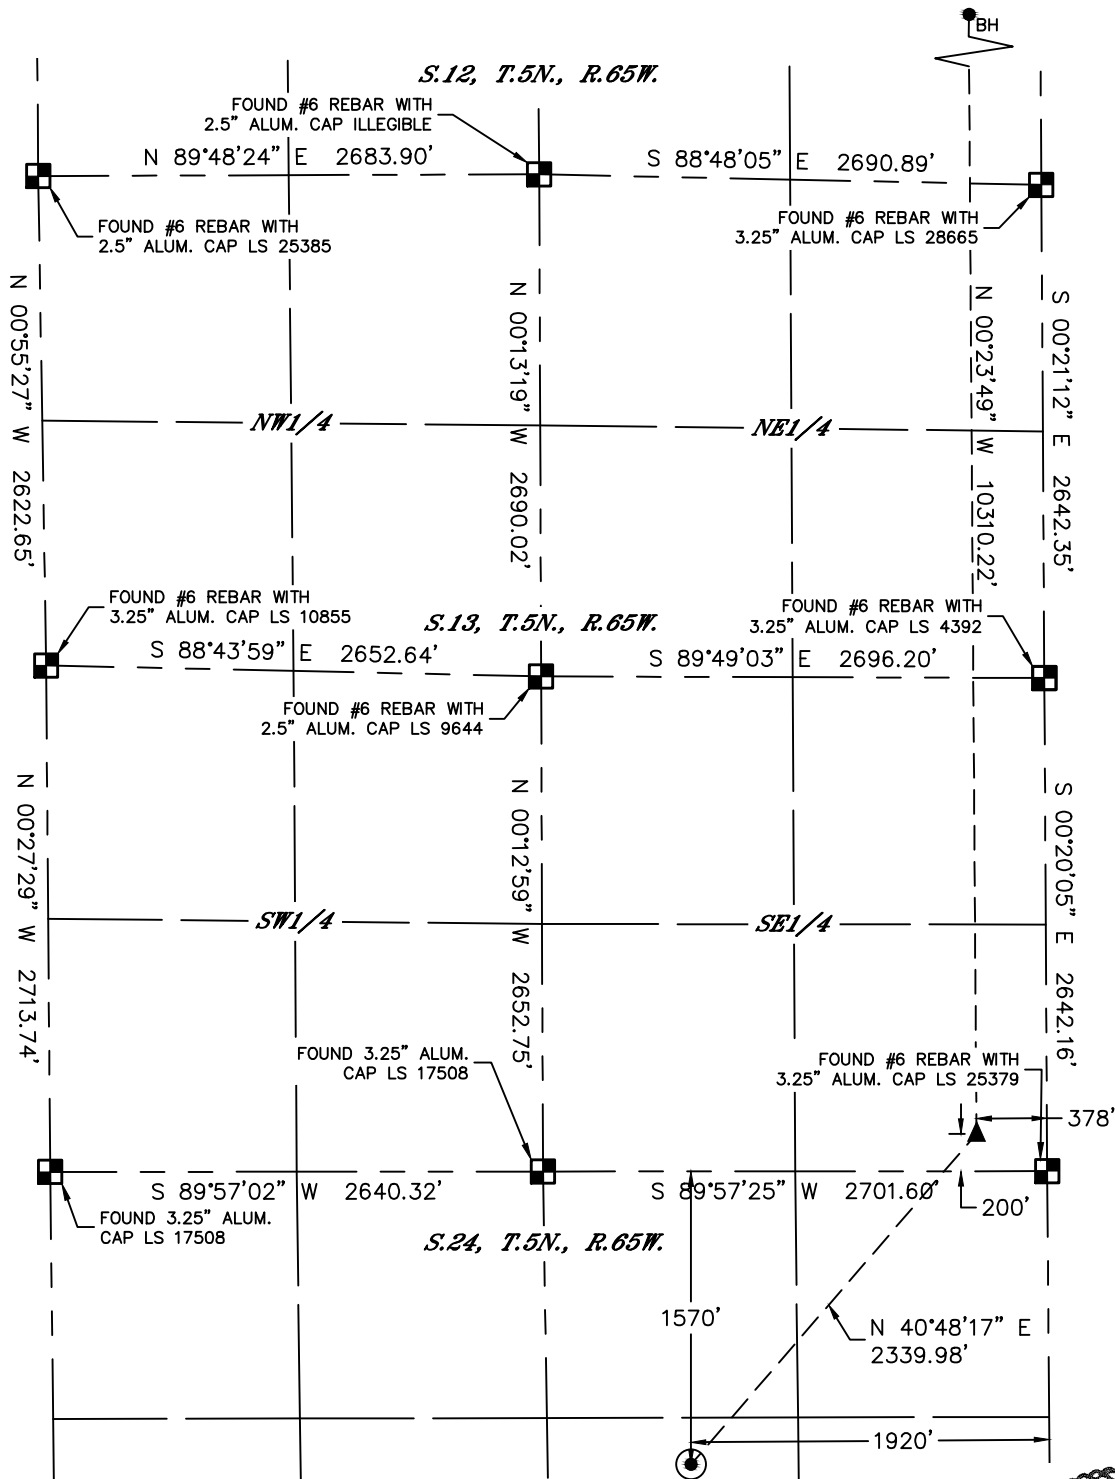 BH
S.12, T.5N., R.65W.
FOUND #6 REBAR WITH
2.5" ALUM. CAP ILLEGIBLE
N 89°48'24" E 2683.90'
S 88°48'05" E 2690.89'
FOUND #6 REBAR WITH
2.5" ALUM. CAP LS 25385
FOUND #6 REBAR WITH
3.25" ALUM. CAP LS 28665
N 00°55'27" W 2622.65'
N 00°13'19" W 2690.02'
N 00°23'49" W 10310.22'
S 00°21'12" E 2642.35'
NW1/4
NE1/4
FOUND #6 REBAR WITH
3.25" ALUM. CAP LS 10855
S.13, T.5N., R.65W.
FOUND #6 REBAR WITH
3.25" ALUM. CAP LS 4392
S 88°43'59" E 2652.64'
S 89°49'03" E 2696.20'
FOUND #6 REBAR WITH
2.5" ALUM. CAP LS 9644
N 00°27'29" W 2713.74'
N 00°12'59" W 2652.75'
S 00°20'05" E 2642.16'
SW1/4
SE1/4
FOUND 3.25" ALUM.
CAP LS 17508
FOUND #6 REBAR WITH
3.25" ALUM. CAP LS 25379
378'
S 89°57'02" W 2640.32'
S 89°57'25" W 2701.60'
200'
FOUND 3.25" ALUM.
CAP LS 17508
S.24, T.5N., R.65W.
1570'
N 40°48'17" E
2339.98'
1920'